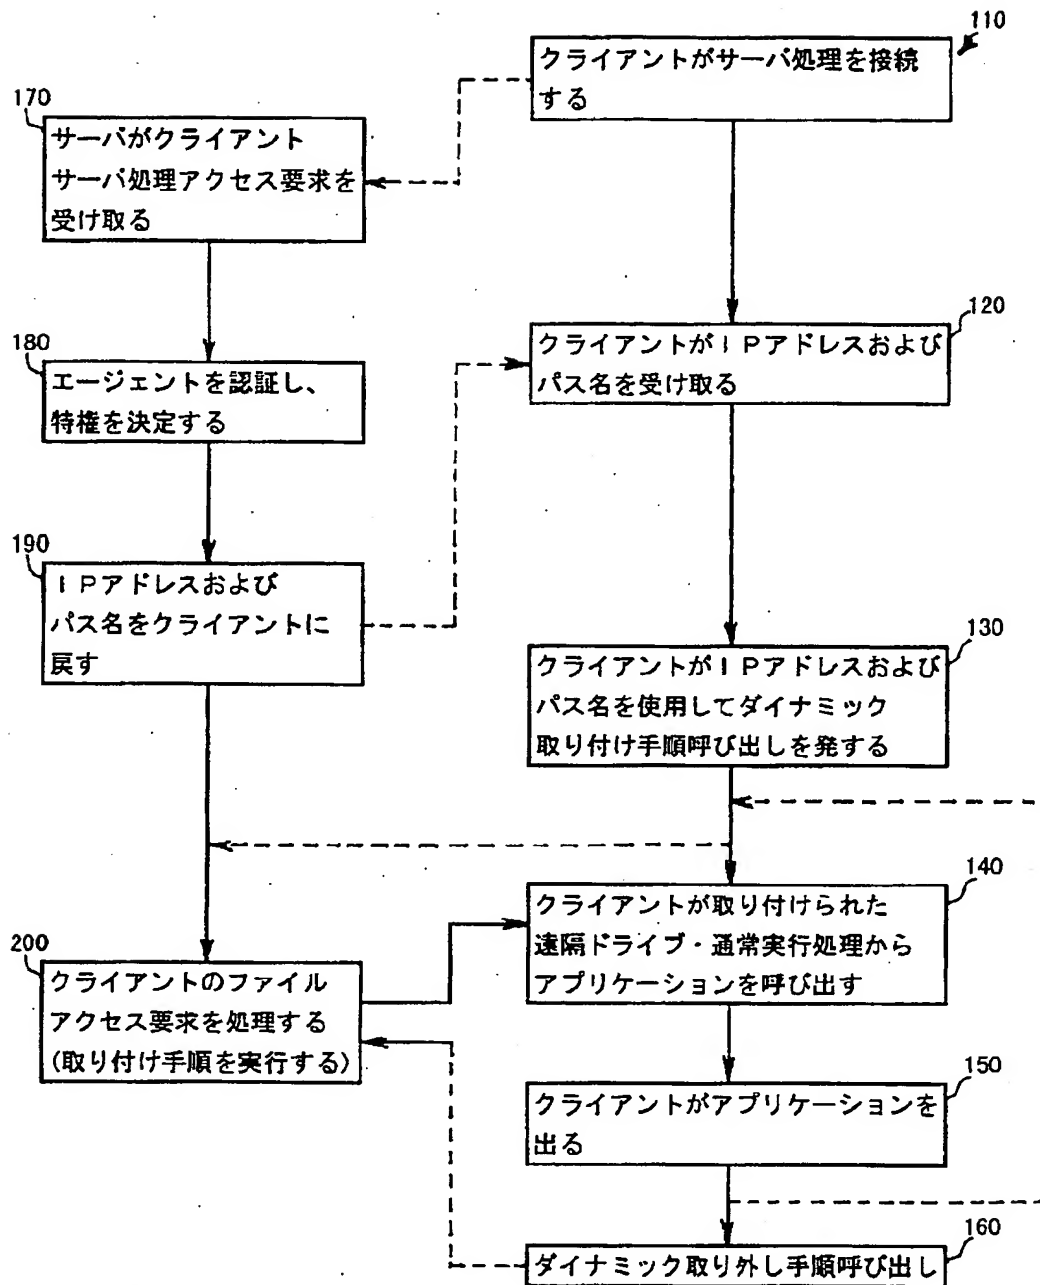 110
クライアントがサーバ処理を接続
する
170
サーバがクライアント
サーバ処理アクセス要求を
受け取る
120
クライアントがIPアドレスおよび
パス名を受け取る
180
エージェントを認証し、
特権を決定する
190
IPアドレスおよび
パス名をクライアントに
戻す
130
クライアントがIPアドレスおよび
パス名を使用してダイナミック
取り付け手順呼び出しを発する
140
クライアントが取り付けられた
遠隔ドライブ・通常実行処理から
アプリケーションを呼び出す
200
クライアントのファイル
アクセス要求を処理する
(取り付け手順を実行する)
150
クライアントがアプリケーションを
出る
160
ダイナミック取り外し手順呼び出し